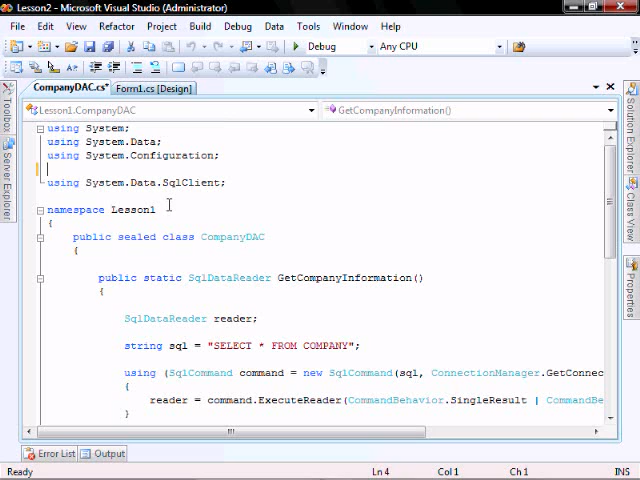 Lesson2 - Microsoft Visual Studio (Administrator)
File Edit View Refactor Project Build Debug Data Tools Window Help
Debug Any CPU
CompanyDAC.cs* Form1.cs [Design]
Lesson1.CompanyDAC GetCompanyInformation()
Toolbox
Server Explorer
using System;
using System.Data;
using System.Configuration;
using System.Data.SqlClient;
namespace Lesson1
{
public sealed class CompanyDAC
{
public static SqlDataReader GetCompanyInformation()
{
SqlDataReader reader;
string sql = "SELECT * FROM COMPANY";
using (SqlCommand command = new SqlCommand(sql, ConnectionManager.GetConnec
{
reader = command.ExecuteReader(CommandBehavior.SingleResult | CommandBe
}
Solution Explorer
Class View
Properties
Error List Output
Ready Ln 4 Col 1 Ch 1 INS